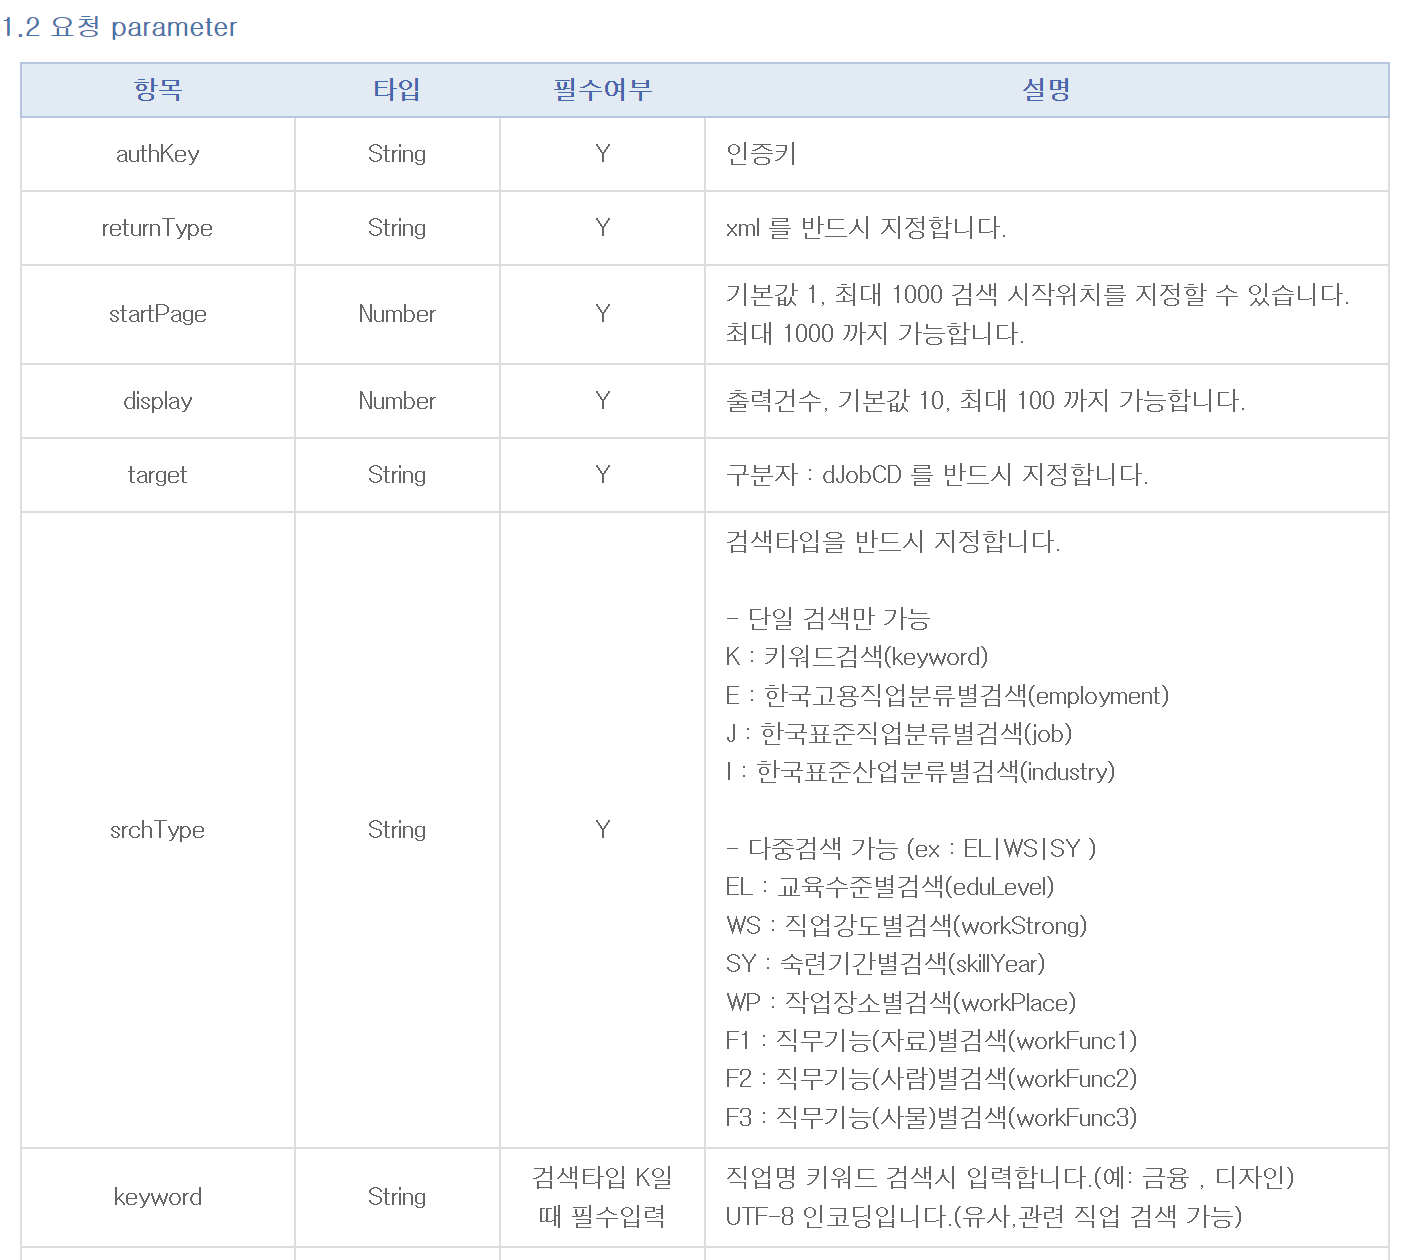 1.2 요청 parameter
항목 타입 필수여부 설명
authKey String Y 인증키
returnType String Y xml 를 반드시 지정합니다.
startPage Number Y 기본값 1, 최대 1000 검색 시작위치를 지정할 수 있습니다.
최대 1000 까지 가능합니다.
display Number Y 출력건수, 기본값 10, 최대 100 까지 가능합니다.
target String Y 구분자 : dJobCD 를 반드시 지정합니다.
srchType String Y 검색타입을 반드시 지정합니다.
- 단일 검색만 가능
K : 키워드검색(keyword)
E : 한국고용직업분류별검색(employment)
J : 한국표준직업분류별검색(job)
I : 한국표준산업분류별검색(industry)
- 다중검색 가능 (ex : EL|WS|SY )
EL : 교육수준별검색(eduLevel)
WS : 직업강도별검색(workStrong)
SY : 숙련기간별검색(skillYear)
WP : 작업장소별검색(workPlace)
F1 : 직무기능(자료)별검색(workFunc1)
F2 : 직무기능(사람)별검색(workFunc2)
F3 : 직무기능(사물)별검색(workFunc3)
keyword String 검색타입 K일 때 필수입력 직업명 키워드 검색시 입력합니다.(예: 금융 , 디자인)
UTF-8 인코딩입니다.(유사,관련 직업 검색 가능)